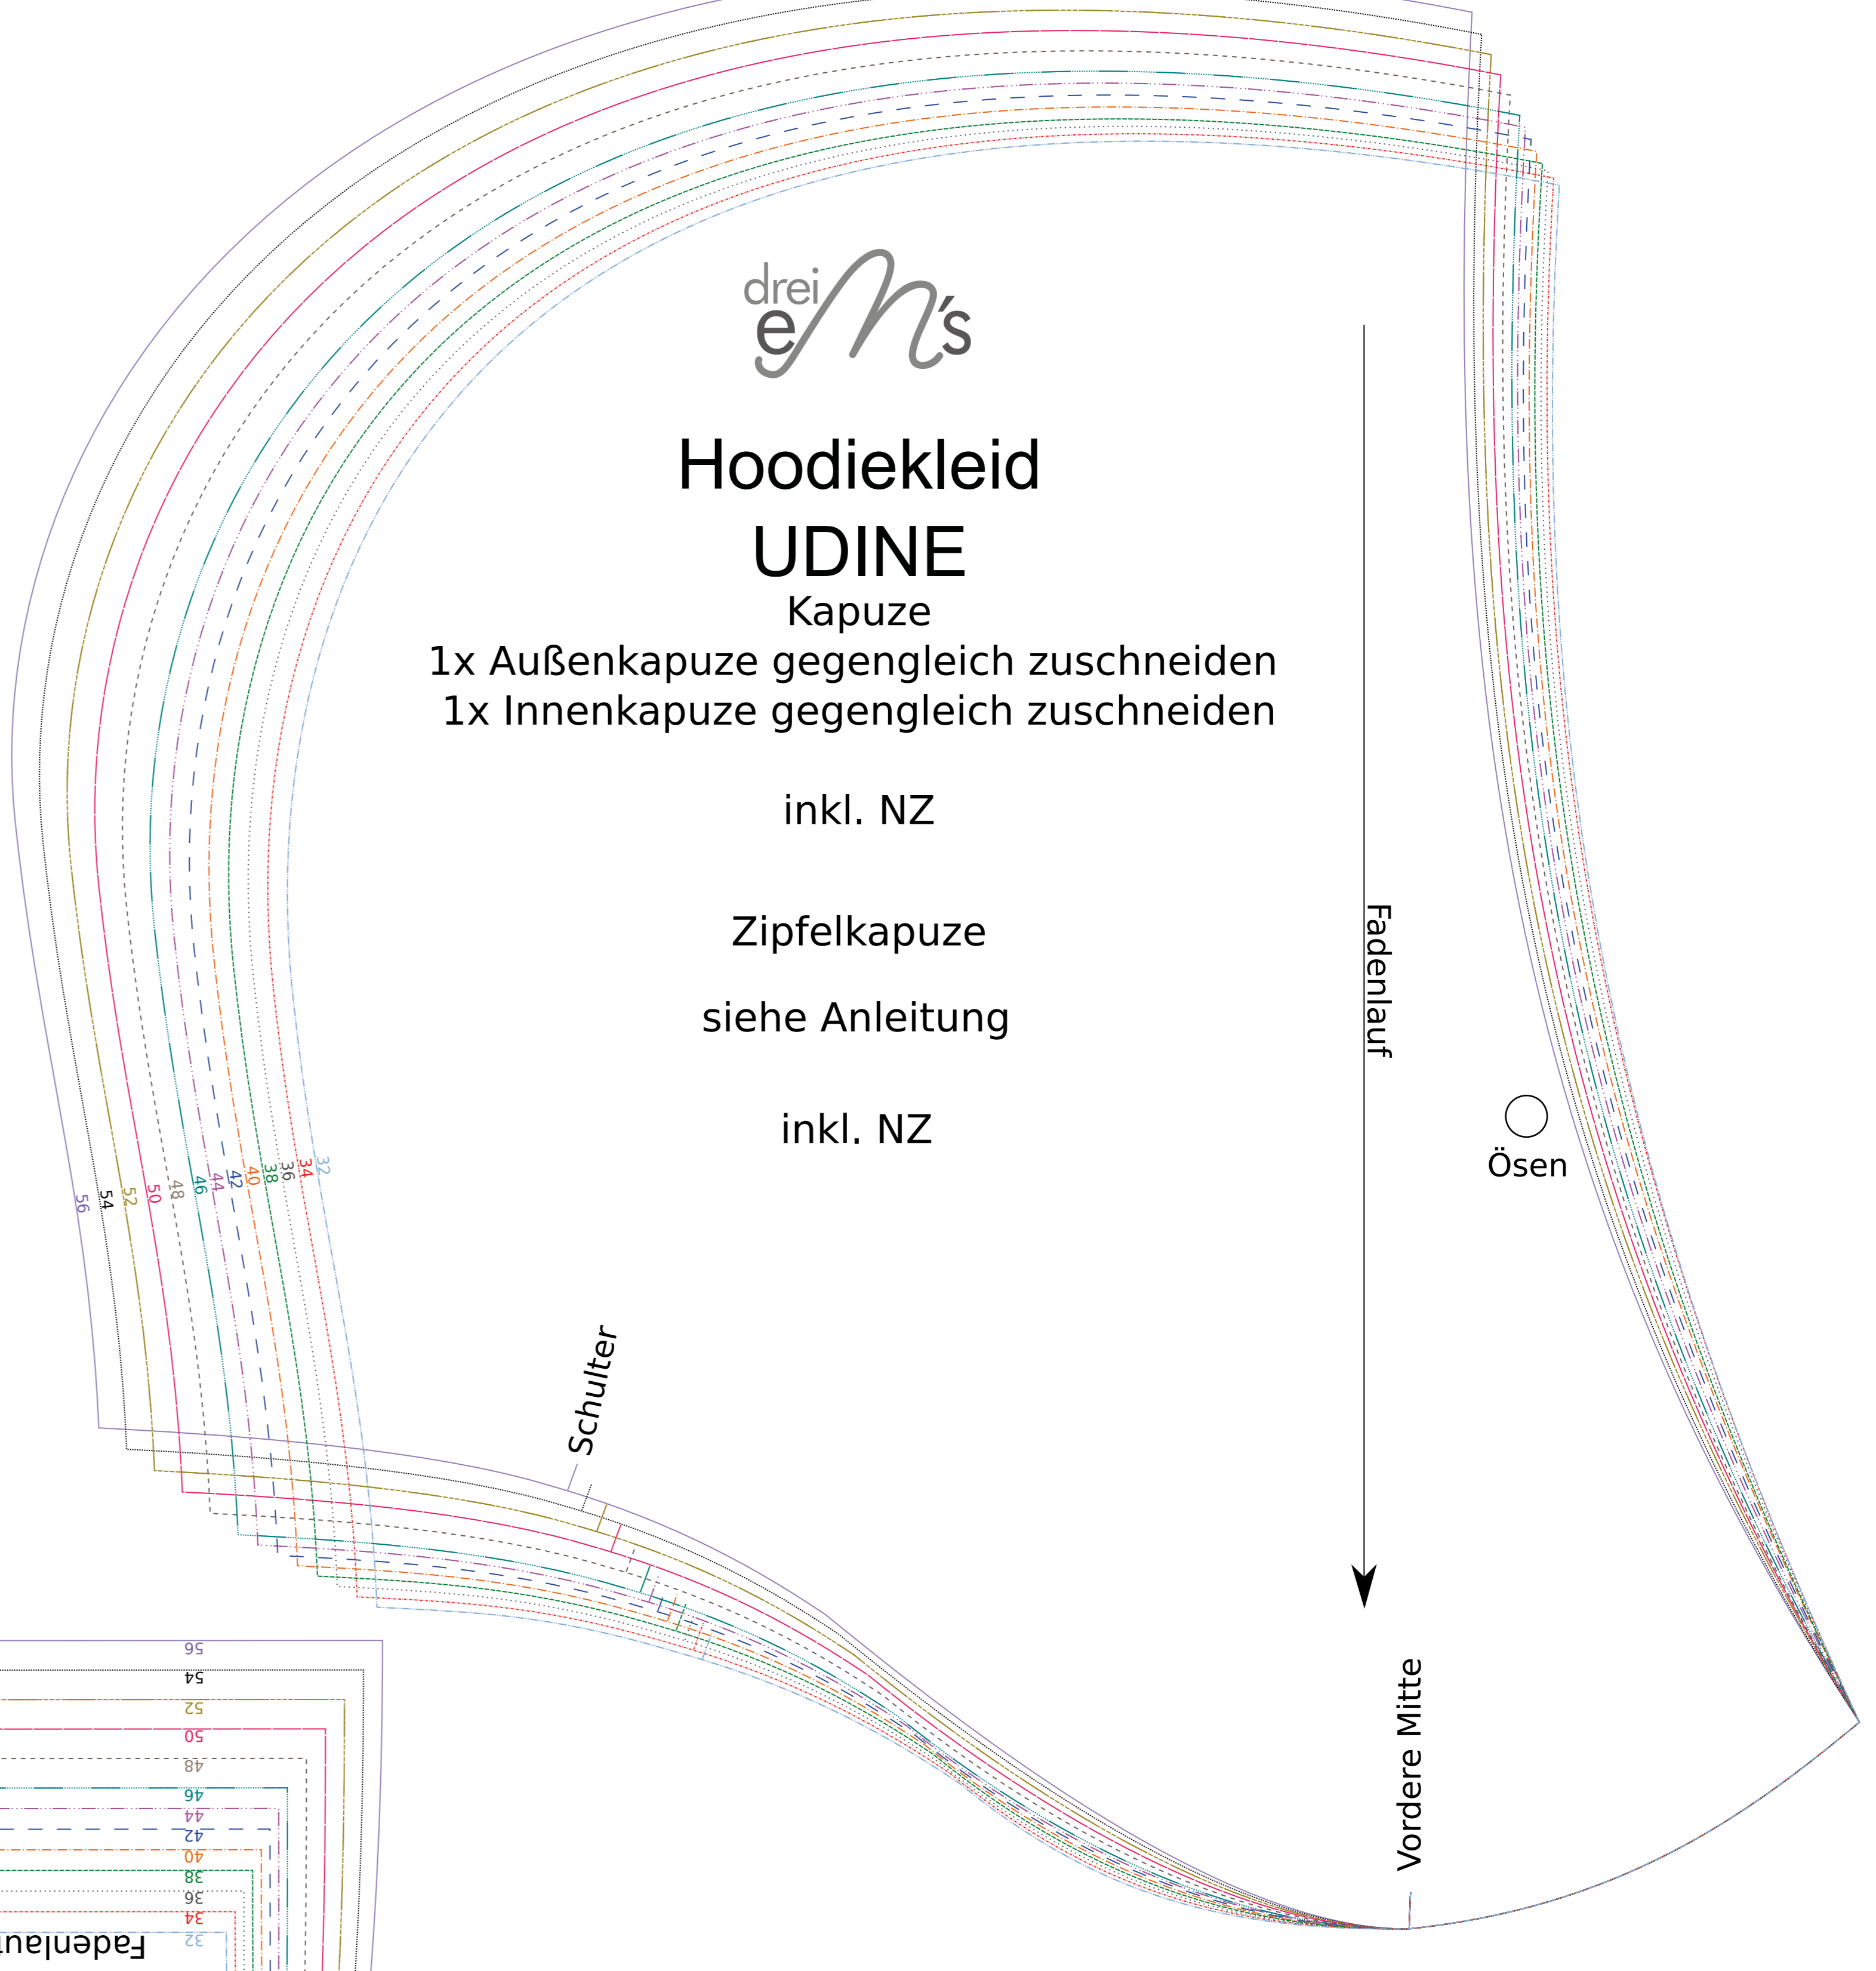 drei
eM's
Hoodiekleid
UDINE
Kapuze
1x Außenkapuze gegengleich zuschneiden
1x Innenkapuze gegengleich zuschneiden
inkl. NZ
Zipfelkapuze
siehe Anleitung
inkl. NZ
Fadenlauf
Ösen
56 54 52 50 48 46 44 42 40 38 36 34 32
Schulter
Vordere Mitte
56
54
52
50
48
46
44
42
40
38
36
34
32
Fadenlau